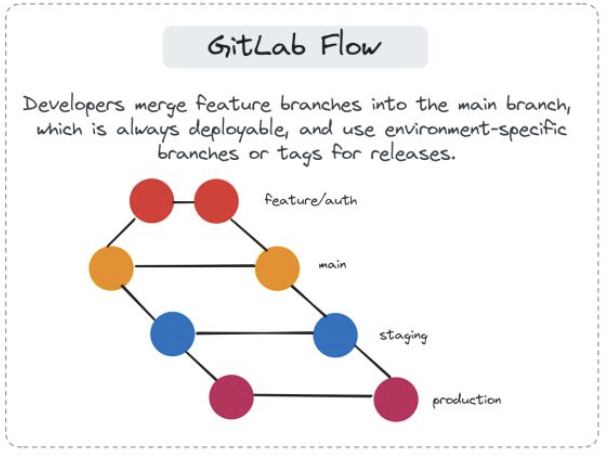 GitLab Flow
Developers merge feature branches into the main branch,
which is always deployable, and use environment-specific
branches or tags for releases.
feature/auth
main
staging
production